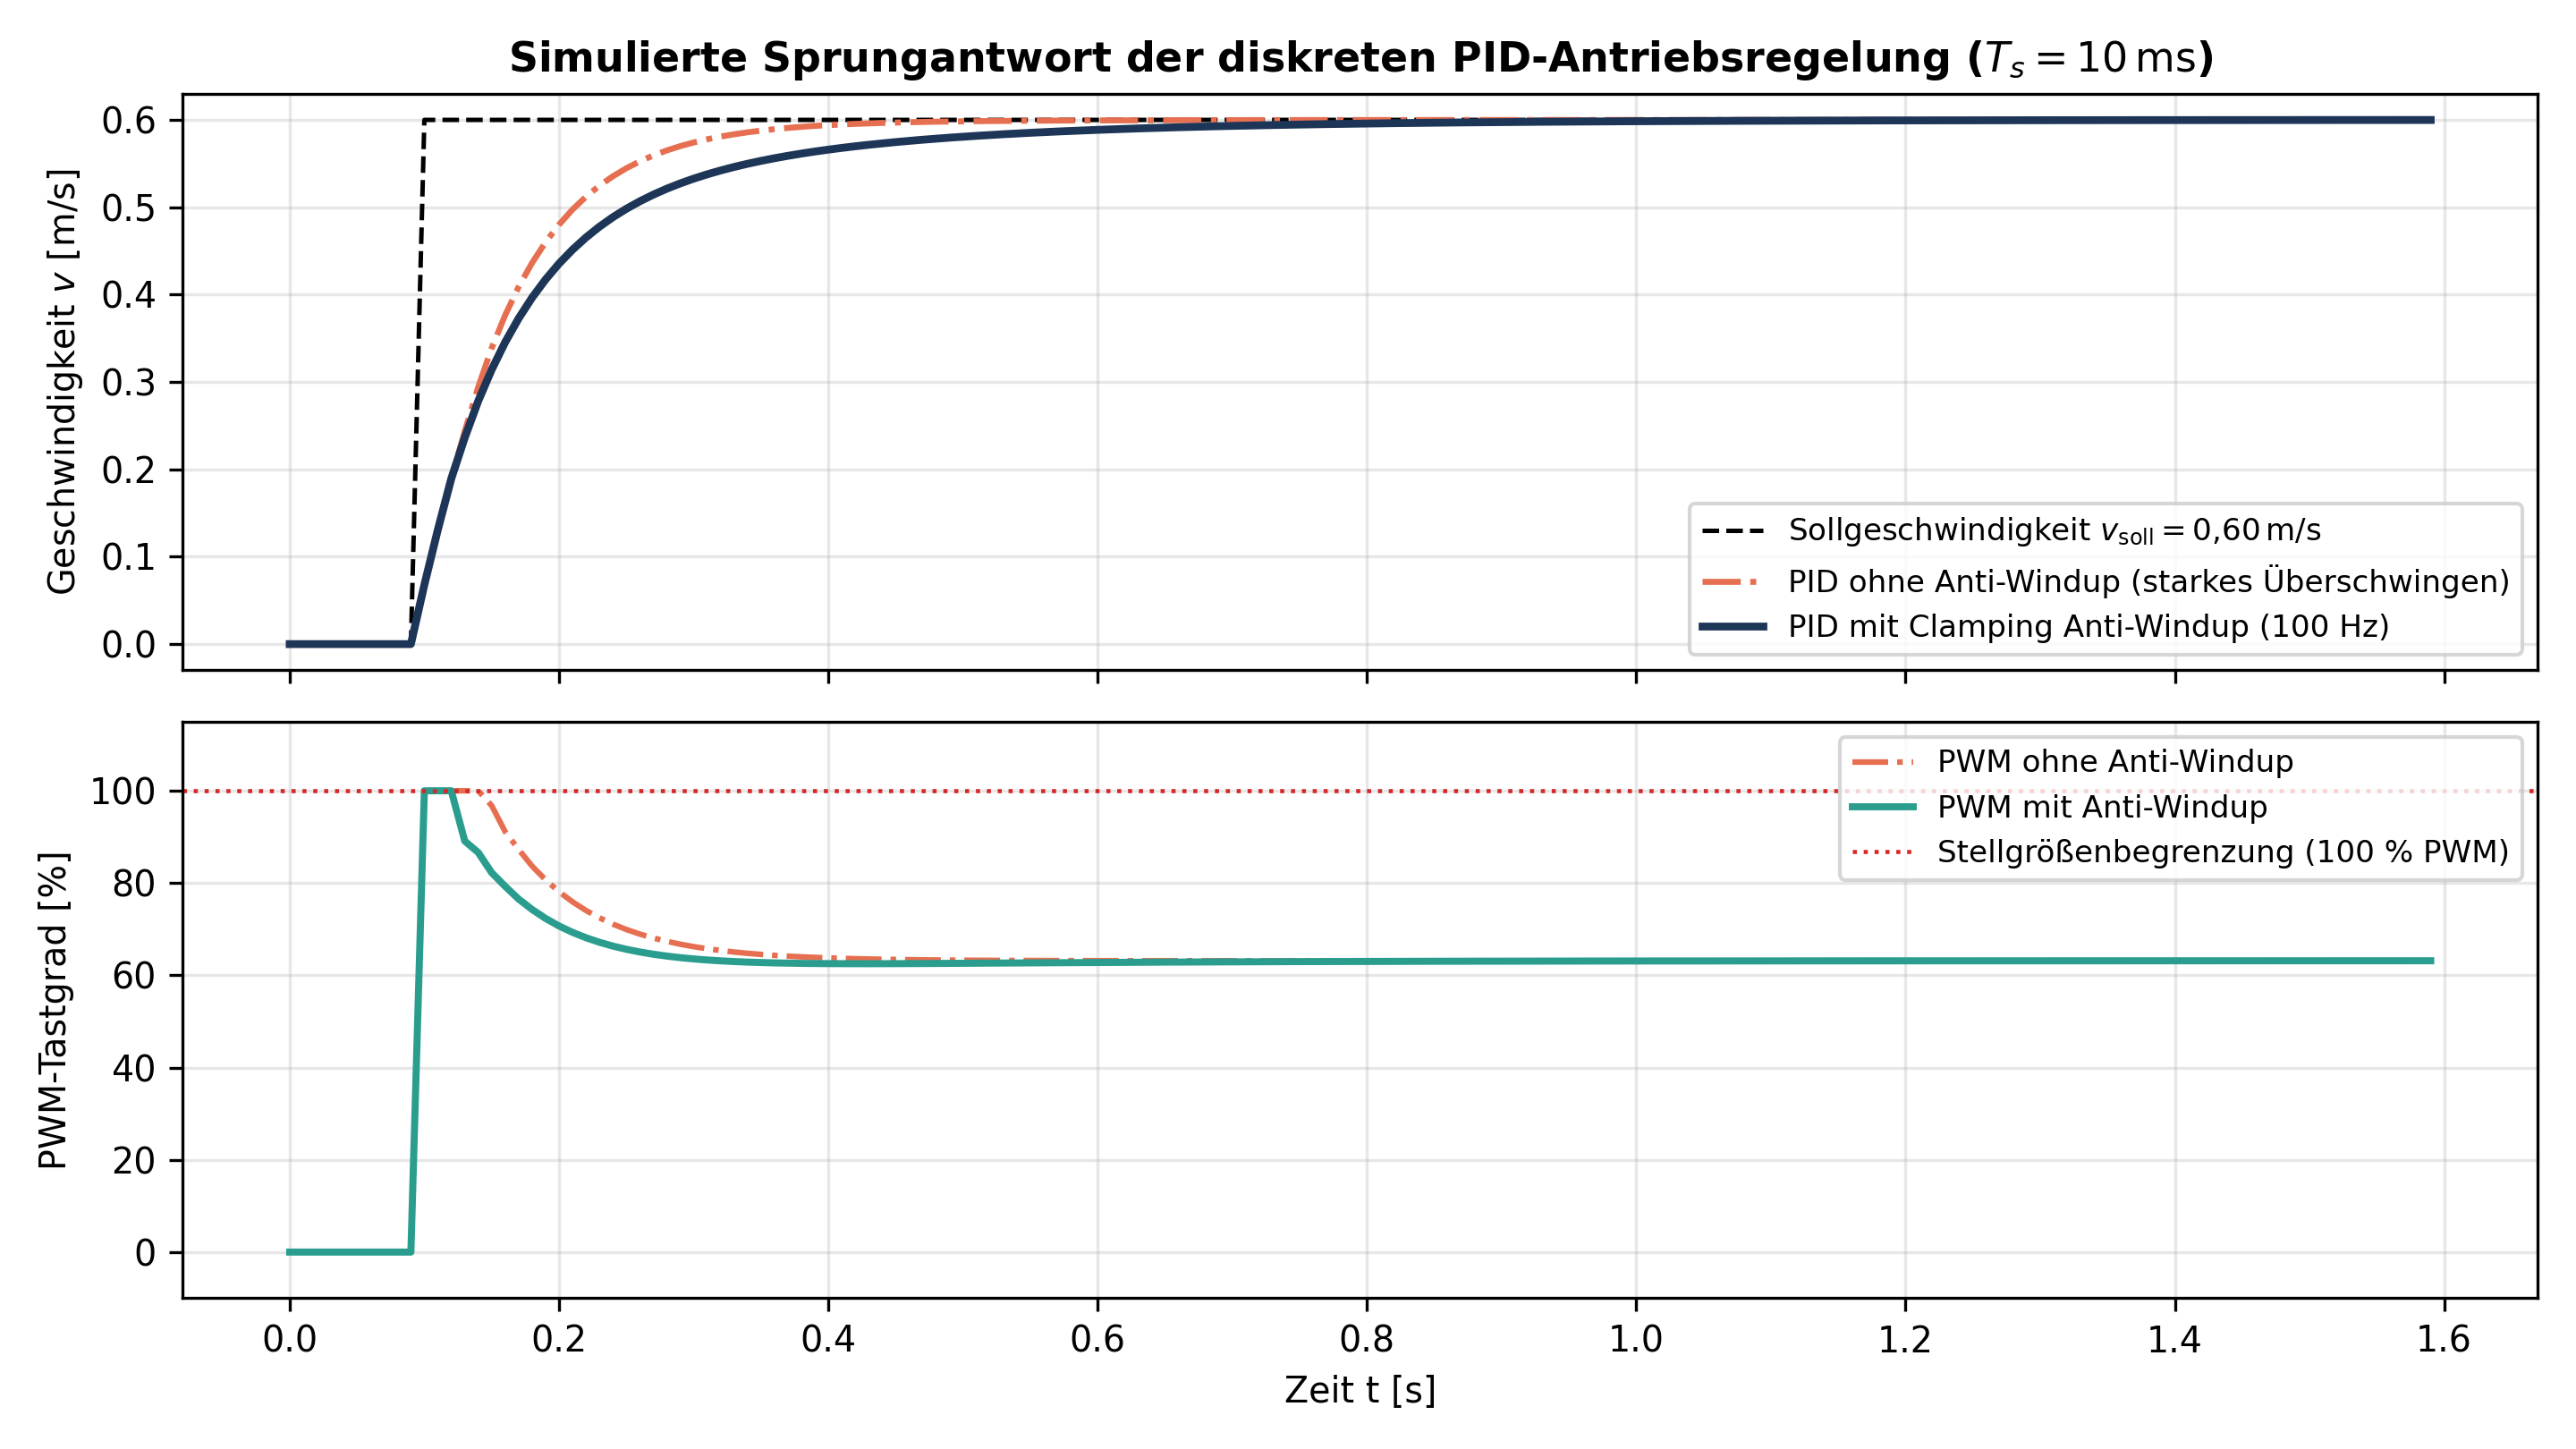 Simulierte Sprungantwort der diskreten PID-Antriebsregelung (Tₛ = 10 ms)
Geschwindigkeit v [m/s]
0.6
0.5
0.4
0.3
0.2
0.1
0.0
Sollgeschwindigkeit v_soll = 0,60 m/s
PID ohne Anti-Windup (starkes Überschwingen)
PID mit Clamping Anti-Windup (100 Hz)
PWM-Tastgrad [%]
100
80
60
40
20
0
PWM ohne Anti-Windup
PWM mit Anti-Windup
Stellgrößenbegrenzung (100 % PWM)
0.0 0.2 0.4 0.6 0.8 1.0 1.2 1.4 1.6
Zeit t [s]